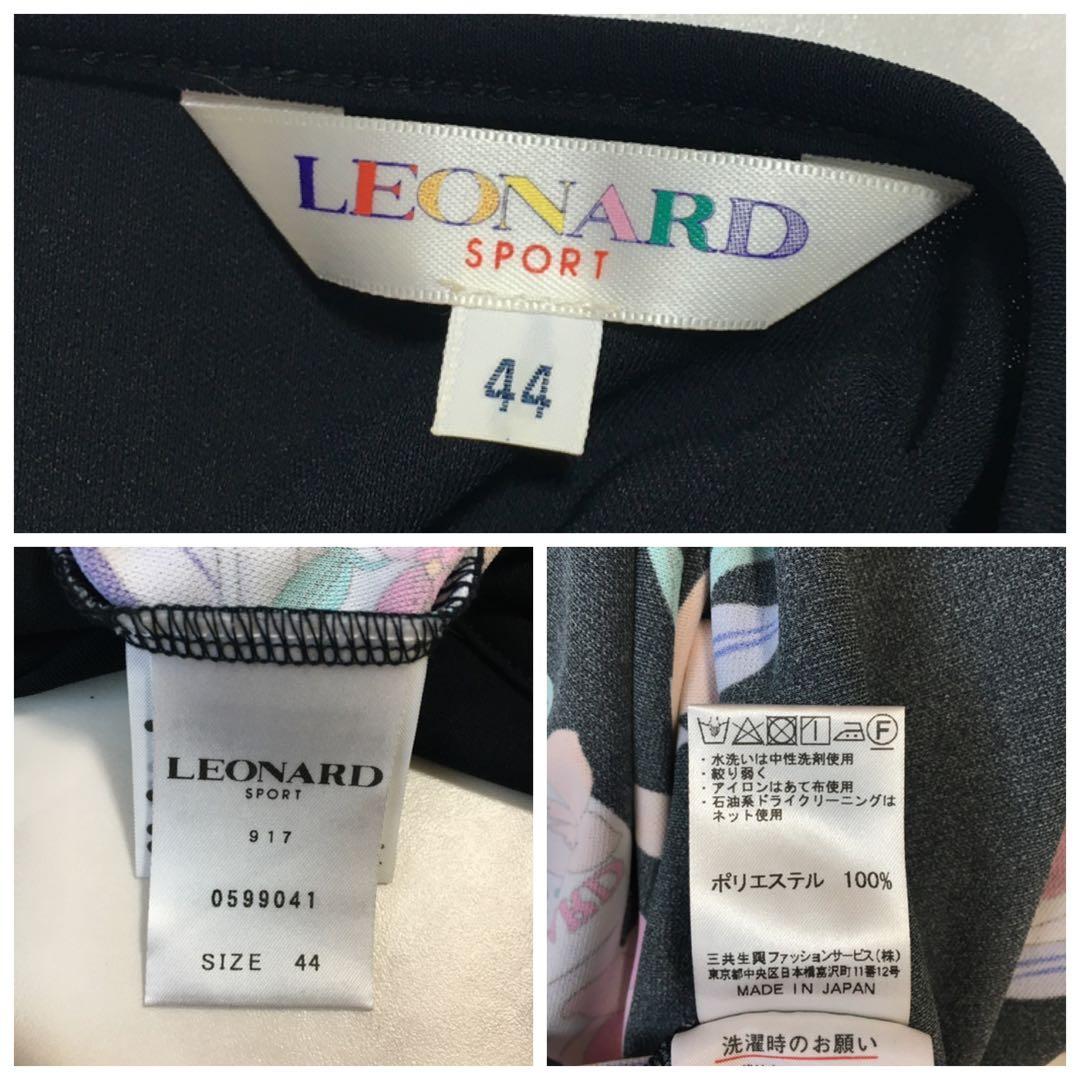 LEONARD
SPORT
44
LEONARD
SPORT
917
0599041
SIZE 44
F
・水洗いは中性洗剤使用
・絞り弱く
・アイロンはあて布使用
・石油系ドライクリーニングは
ネット使用
ポリエステル 100%
三共生興ファッションサービス(株)
東京都中央区日本橋富沢町11番12号
MADE IN JAPAN
洗濯時のお願い